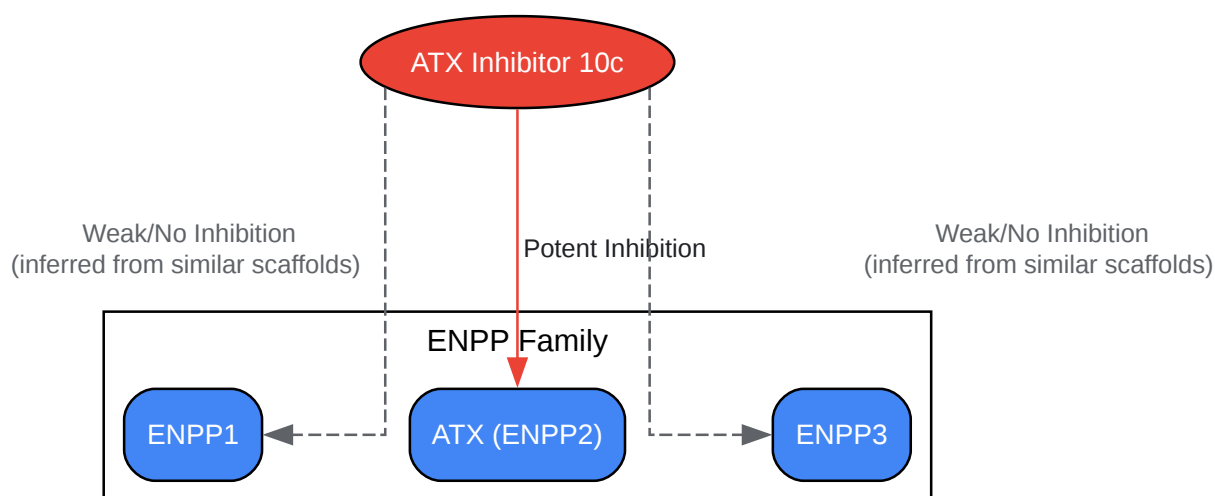 ATX Inhibitor 10c
Weak/No Inhibition
(inferred from similar scaffolds)
Potent Inhibition
Weak/No Inhibition
(inferred from similar scaffolds)
ENPP Family
ENPP1
ATX (ENPP2)
ENPP3